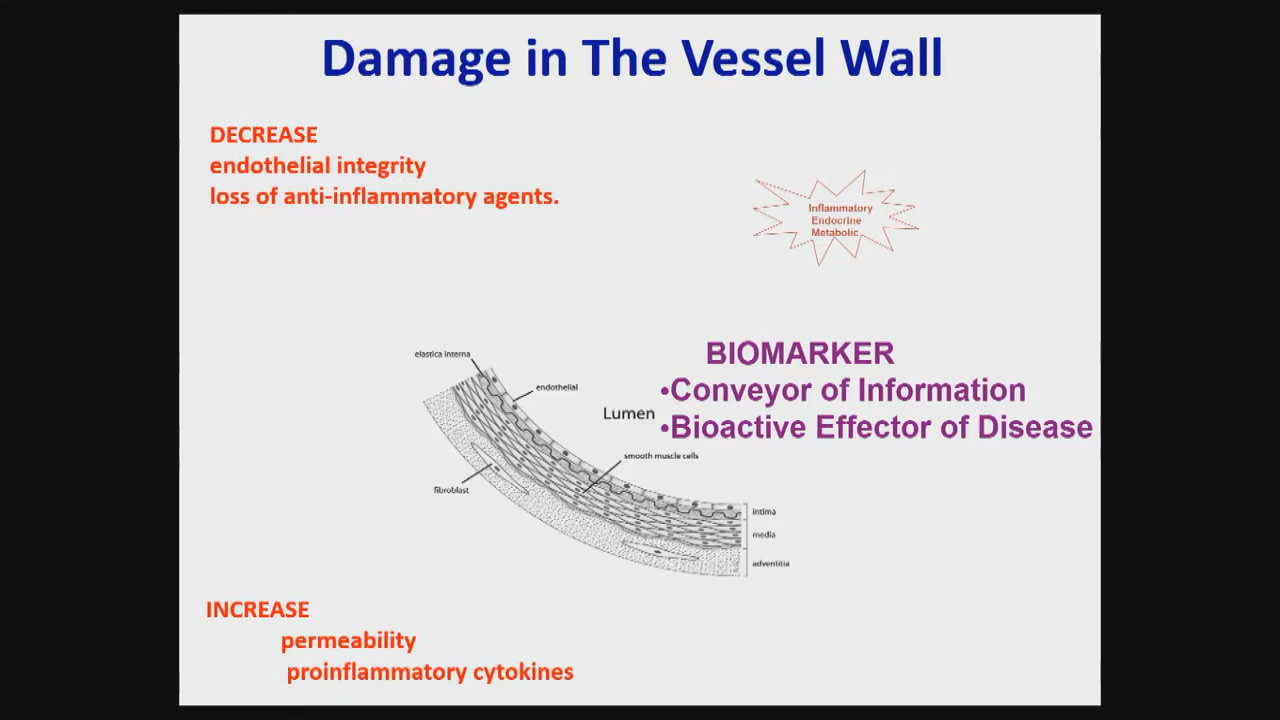 Damage in The Vessel Wall
DECREASE
endothelial integrity
loss of anti-inflammatory agents.
Inflammatory
Endocrine
Metabolic
BIOMARKER
•Conveyor of Information
•Bioactive Effector of Disease
elastica interna
endothelial
Lumen
smooth muscle cells
fibroblast
intima
media
adventitia
INCREASE
permeability
proinflammatory cytokines